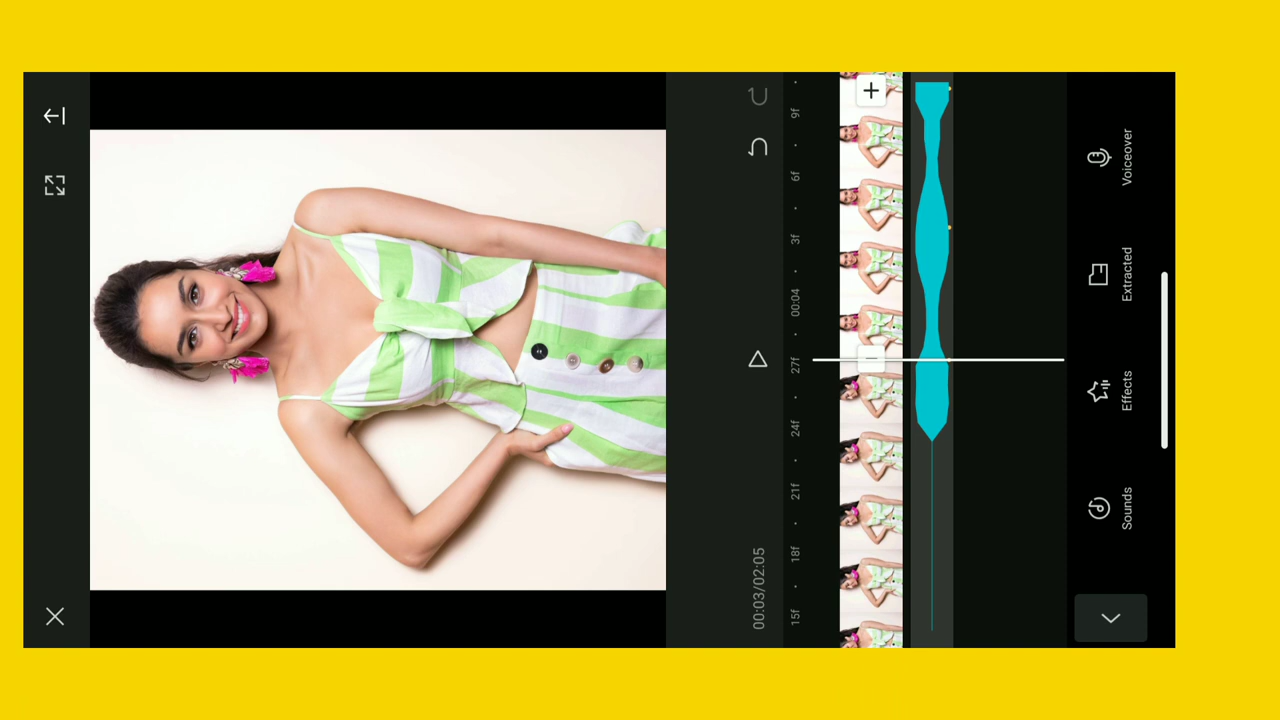 00:03/02:05
15f
18f
21f
24f
27f
00:04
3f
6f
9f
Sounds
Effects
Extracted
Voiceover